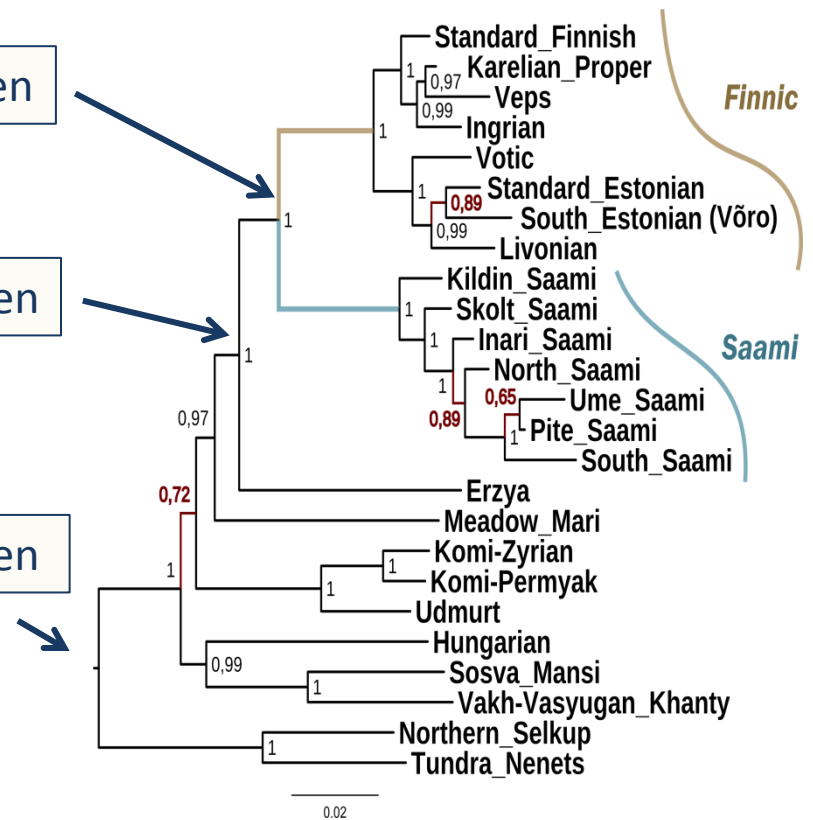 en
en
en
Standard_Finnish
Karelian_Proper
Veps
Ingrian
Votic
Standard_Estonian
South_Estonian (Võro)
Livonian
Kildin_Saami
Skolt_Saami
Inari_Saami
North_Saami
Ume_Saami
Pite_Saami
South_Saami
Erzya
Meadow_Mari
Komi-Zyrian
Komi-Permyak
Udmurt
Hungarian
Sosva_Mansi
Vakh-Vasyugan_Khanty
Northern_Selkup
Tundra_Nenets
Finnic
Saami
1
0,97
0,99
1
1
0,89
0,99
1
1
1
1
0,89
0,65
1
1
0,97
0,72
1
1
1
0,99
1
1
0.02